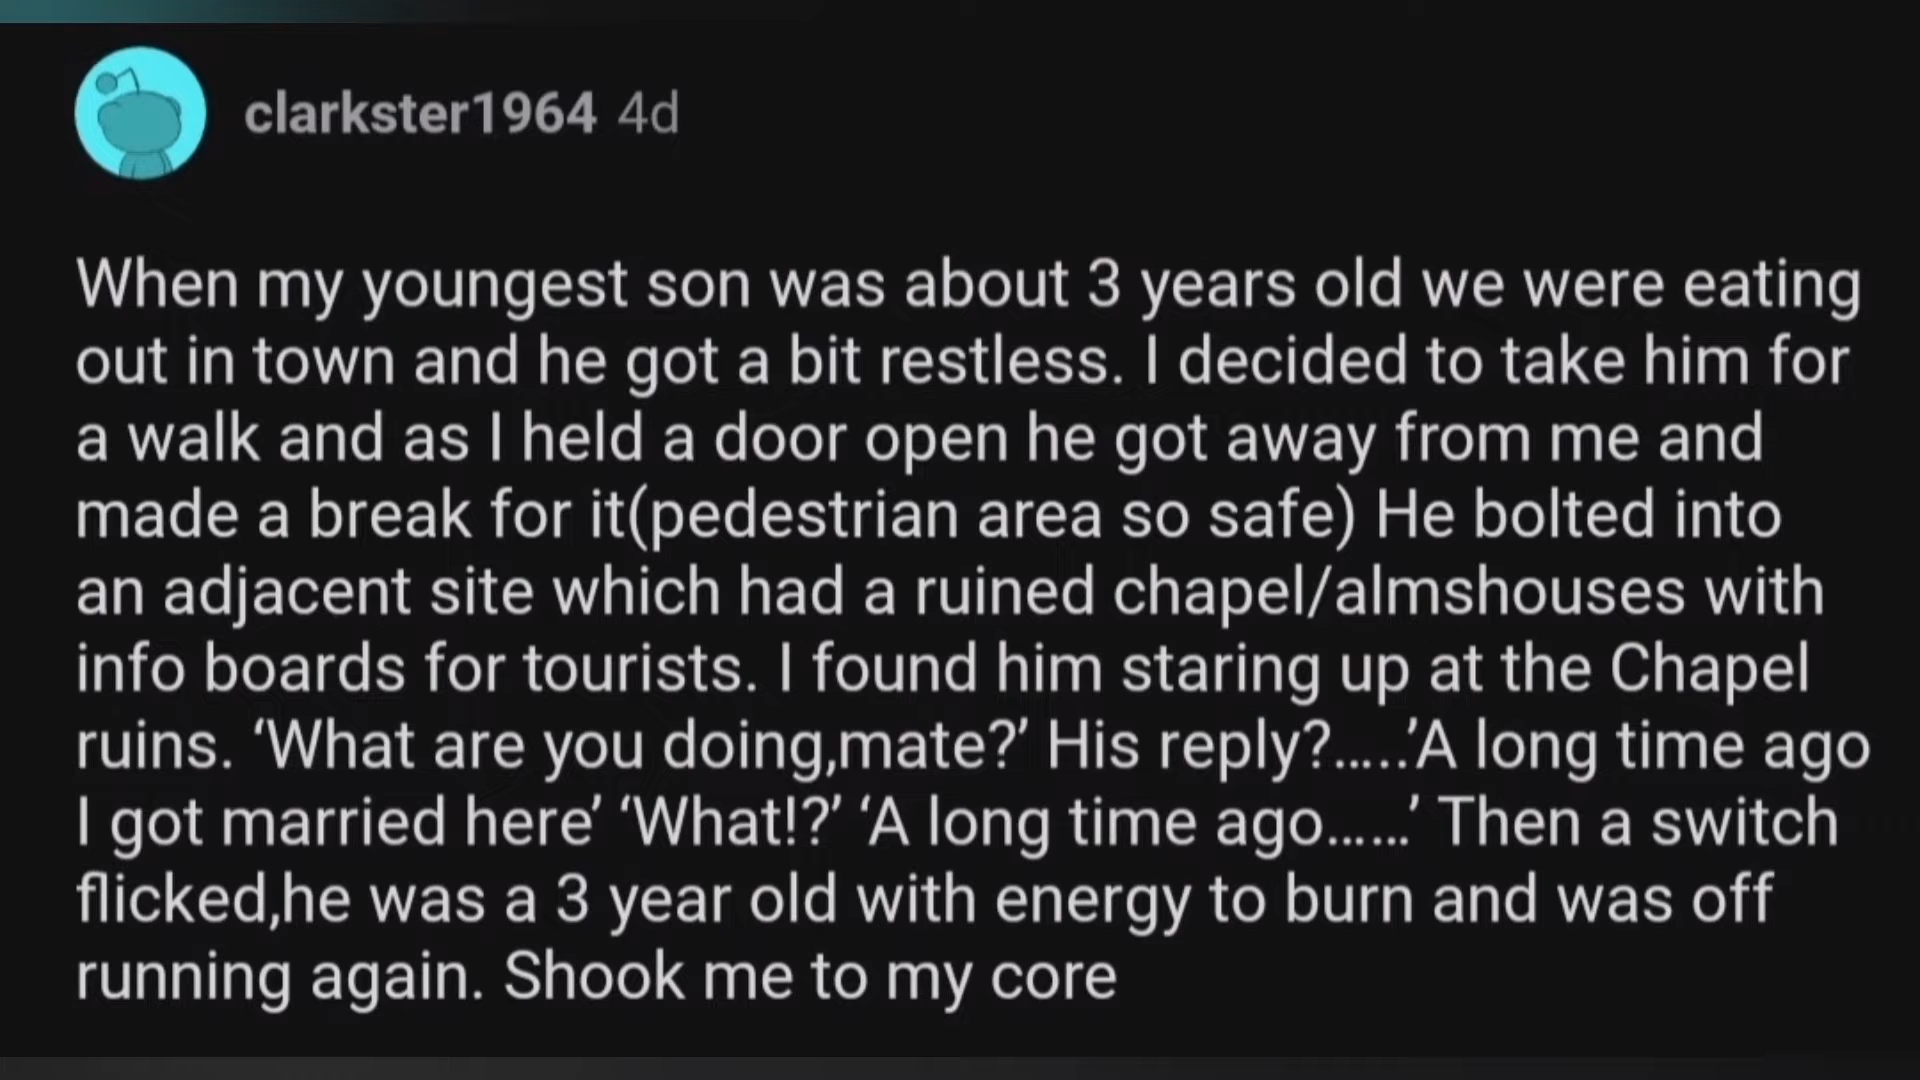 clarkster1964 4d
When my youngest son was about 3 years old we were eating
out in town and he got a bit restless. I decided to take him for
a walk and as I held a door open he got away from me and
made a break for it(pedestrian area so safe) He bolted into
an adjacent site which had a ruined chapel/almshouses with
info boards for tourists. I found him staring up at the Chapel
ruins. ‘What are you doing,mate?’ His reply?.....’A long time ago
I got married here’ ‘What!?’ ‘A long time ago......’ Then a switch
flicked,he was a 3 year old with energy to burn and was off
running again. Shook me to my core